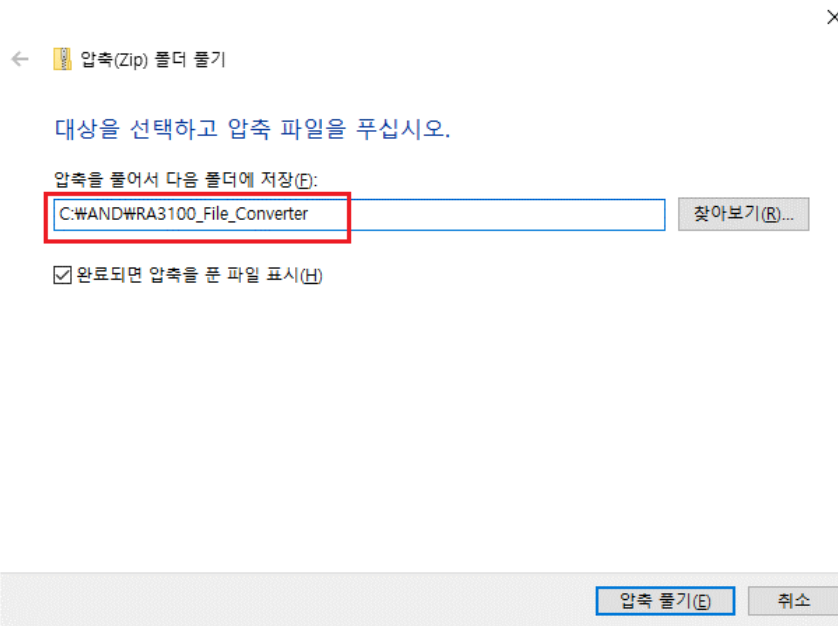 압축(Zip) 폴더 풀기
대상을 선택하고 압축 파일을 푸십시오.
압축을 풀어서 다음 폴더에 저장(F):
C:₩AND₩RA3100_File_Converter
찾아보기(R)...
완료되면 압축을 푼 파일 표시(H)
압축 풀기(E)
취소